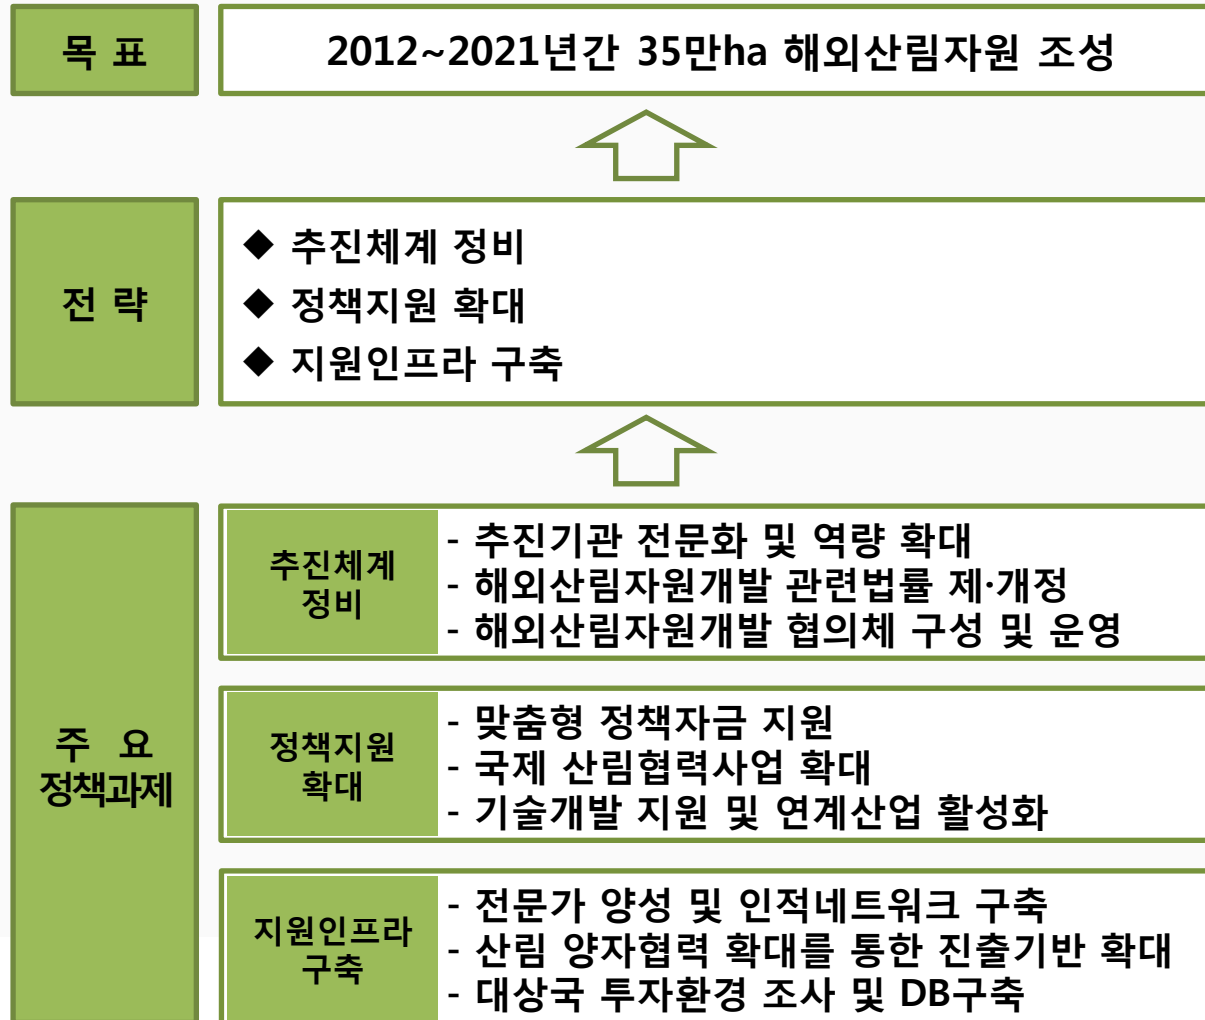 목 표
2012~2021년간 35만ha 해외산림자원 조성
전 략
◆ 추진체계 정비
◆ 정책지원 확대
◆ 지원인프라 구축
주 요
정책과제
추진체계
정비
- 추진기관 전문화 및 역량 확대
- 해외산림자원개발 관련법률 제·개정
- 해외산림자원개발 협의체 구성 및 운영
정책지원
확대
- 맞춤형 정책자금 지원
- 국제 산림협력사업 확대
- 기술개발 지원 및 연계산업 활성화
지원인프라
구축
- 전문가 양성 및 인적네트워크 구축
- 산림 양자협력 확대를 통한 진출기반 확대
- 대상국 투자환경 조사 및 DB구축